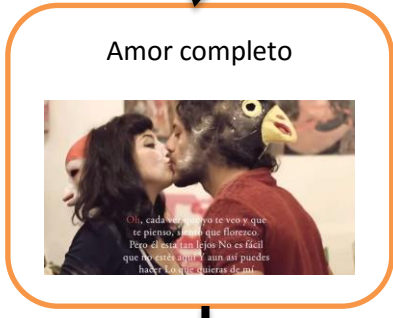 Amor completo
Oh, cada vez que yo te veo y que
te pienso, siento que florezco.
Pero él esta tan lejos No es fácil
que no estés aquí Y aun así puedes
hacer Lo que quieras de mí